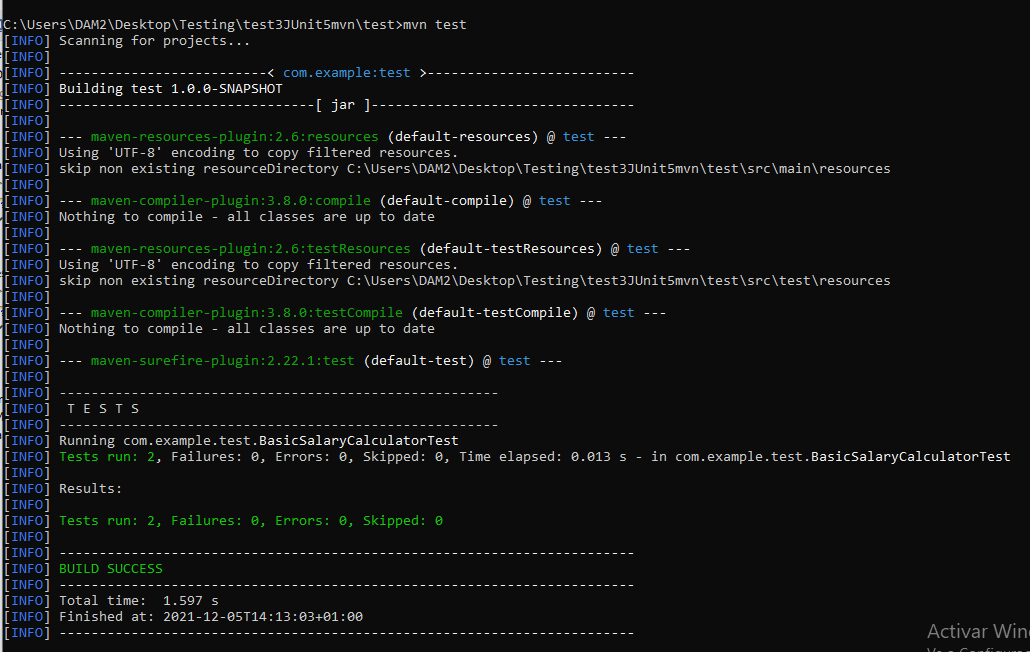 C:\Users\DAM2\Desktop\Testing\test3JUnit5mvn\test>mvn test
[INFO] Scanning for projects...
[INFO]
[INFO] --------------------------< com.example:test >--------------------------
[INFO] Building test 1.0.0-SNAPSHOT
[INFO] --------------------------------[ jar ]---------------------------------
[INFO]
[INFO] --- maven-resources-plugin:2.6:resources (default-resources) @ test ---
[INFO] Using 'UTF-8' encoding to copy filtered resources.
[INFO] skip non existing resourceDirectory C:\Users\DAM2\Desktop\Testing\test3JUnit5mvn\test\src\main\resources
[INFO]
[INFO] --- maven-compiler-plugin:3.8.0:compile (default-compile) @ test ---
[INFO] Nothing to compile - all classes are up to date
[INFO]
[INFO] --- maven-resources-plugin:2.6:testResources (default-testResources) @ test ---
[INFO] Using 'UTF-8' encoding to copy filtered resources.
[INFO] skip non existing resourceDirectory C:\Users\DAM2\Desktop\Testing\test3JUnit5mvn\test\src\test\resources
[INFO]
[INFO] --- maven-compiler-plugin:3.8.0:testCompile (default-testCompile) @ test ---
[INFO] Nothing to compile - all classes are up to date
[INFO]
[INFO] --- maven-surefire-plugin:2.22.1:test (default-test) @ test ---
[INFO]
[INFO] -------------------------------------------------------
[INFO]  T E S T S
[INFO] -------------------------------------------------------
[INFO] Running com.example.test.BasicSalaryCalculatorTest
[INFO] Tests run: 2, Failures: 0, Errors: 0, Skipped: 0, Time elapsed: 0.013 s - in com.example.test.BasicSalaryCalculatorTest
[INFO]
[INFO] Results:
[INFO]
[INFO] Tests run: 2, Failures: 0, Errors: 0, Skipped: 0
[INFO]
[INFO] ------------------------------------------------------------------------
[INFO] BUILD SUCCESS
[INFO] ------------------------------------------------------------------------
[INFO] Total time:  1.597 s
[INFO] Finished at: 2021-12-05T14:13:03+01:00
[INFO] ------------------------------------------------------------------------
Activar Win